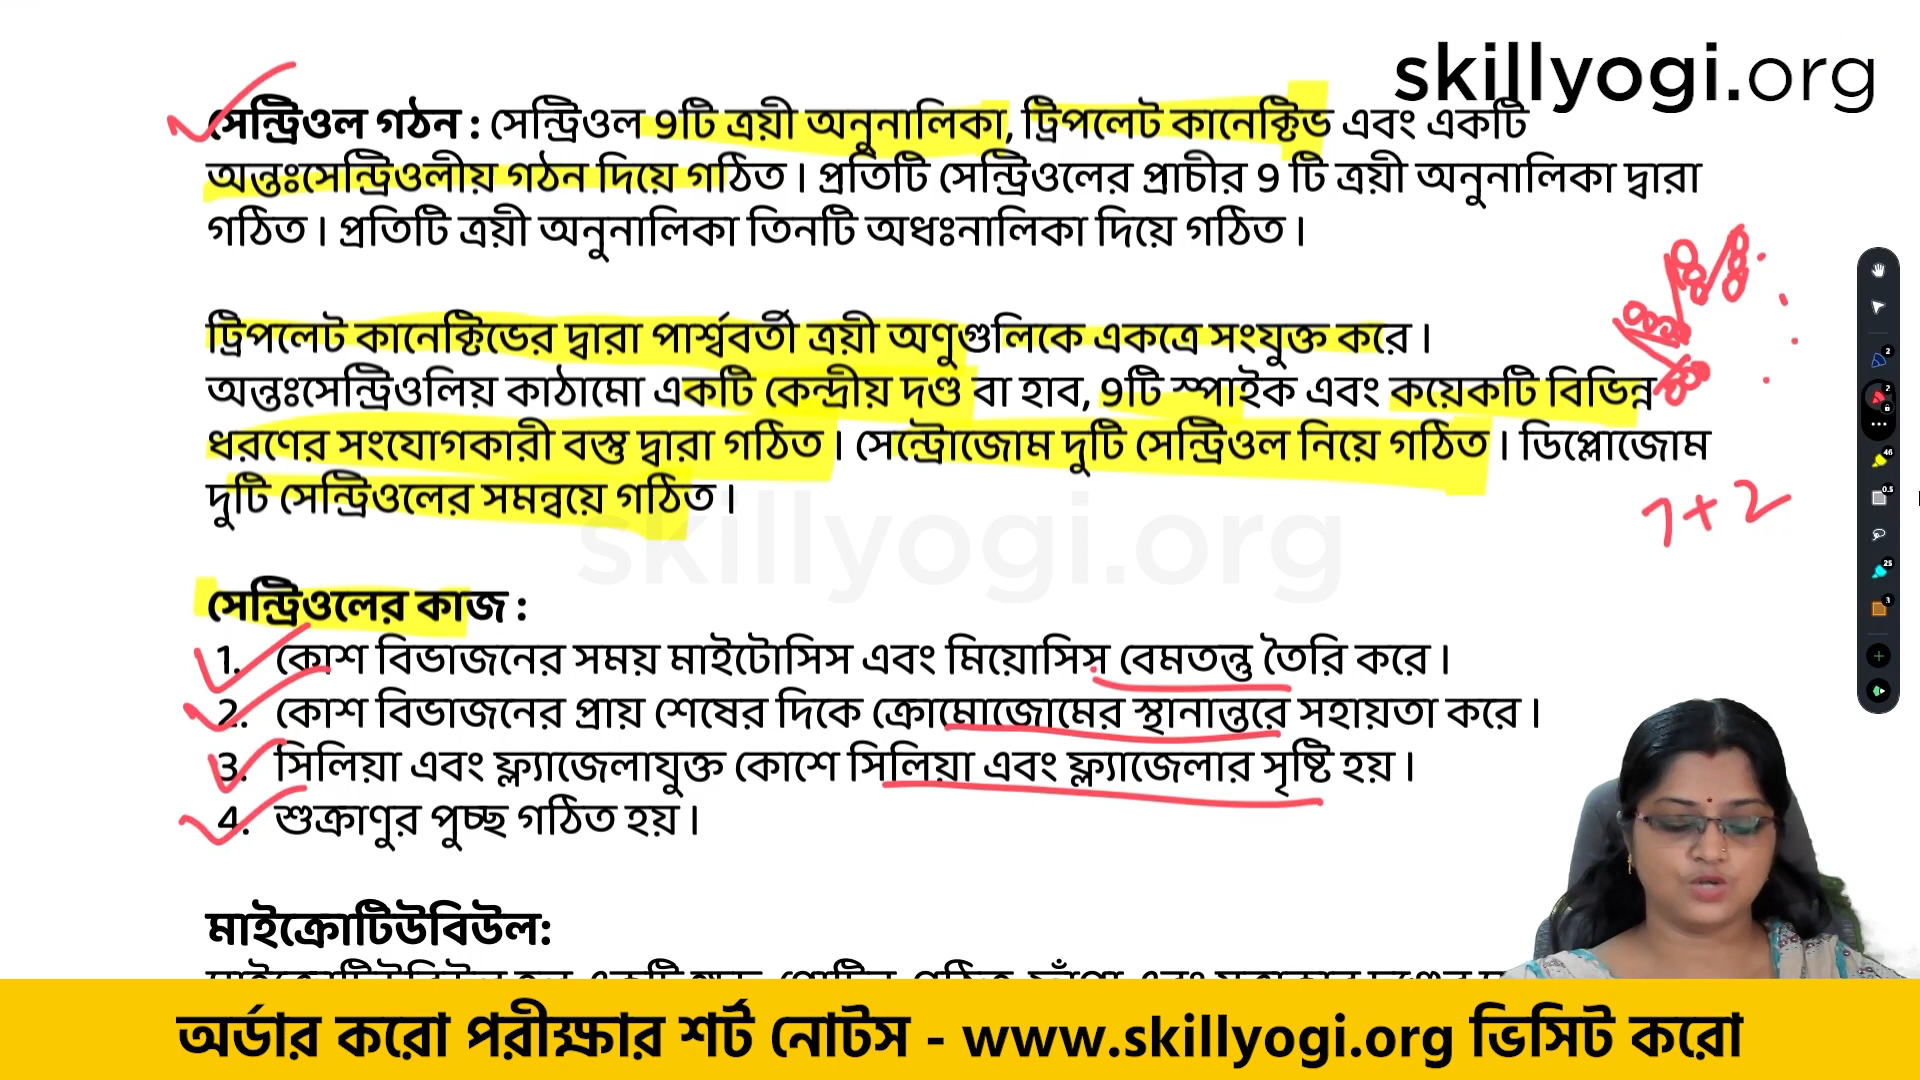 skillyogi.org
সেন্ট্রিওল গঠন : সেন্ট্রিওল 9টি ত্রয়ী অনুনালিকা, ট্রিপলেট কানেক্টিভ এবং একটি
অন্তঃসেন্ট্রিওলীয় গঠন দিয়ে গঠিত। প্রতিটি সেন্ট্রিওলের প্রাচীর 9 টি ত্রয়ী অনুনালিকা দ্বারা
গঠিত। প্রতিটি ত্রয়ী অনুনালিকা তিনটি অধঃনালিকা দিয়ে গঠিত।
ট্রিপলেট কানেক্টিভের দ্বারা পার্শ্ববর্তী ত্রয়ী অণুগুলিকে একত্রে সংযুক্ত করে।
অন্তঃসেন্ট্রিওলিয় কাঠামো একটি কেন্দ্রীয় দণ্ড বা হাব, 9টি স্পাইক এবং কয়েকটি বিভিন্ন
ধরণের সংযোগকারী বস্তু দ্বারা গঠিত। সেন্ট্রোজোম দুটি সেন্ট্রিওল নিয়ে গঠিত। ডিপ্লোজোম
দুটি সেন্ট্রিওলের সমন্বয়ে গঠিত।
skillyogi.org
সেন্ট্রিওলের কাজ :
1. কোশ বিভাজনের সময় মাইটোসিস এবং মিয়োসিস বেমতন্তু তৈরি করে।
2. কোশ বিভাজনের প্রায় শেষের দিকে ক্রোমোজোমের স্থানান্তরে সহায়তা করে।
3. সিলিয়া এবং ফ্ল্যাজেলাযুক্ত কোশে সিলিয়া এবং ফ্ল্যাজেলার সৃষ্টি হয়।
4. শুক্রাণুর পুচ্ছ গঠিত হয়।
মাইক্রোটিউবিউল:
অর্ডার করো পরীক্ষার শর্ট নোটস - www.skillyogi.org ভিসিট করো